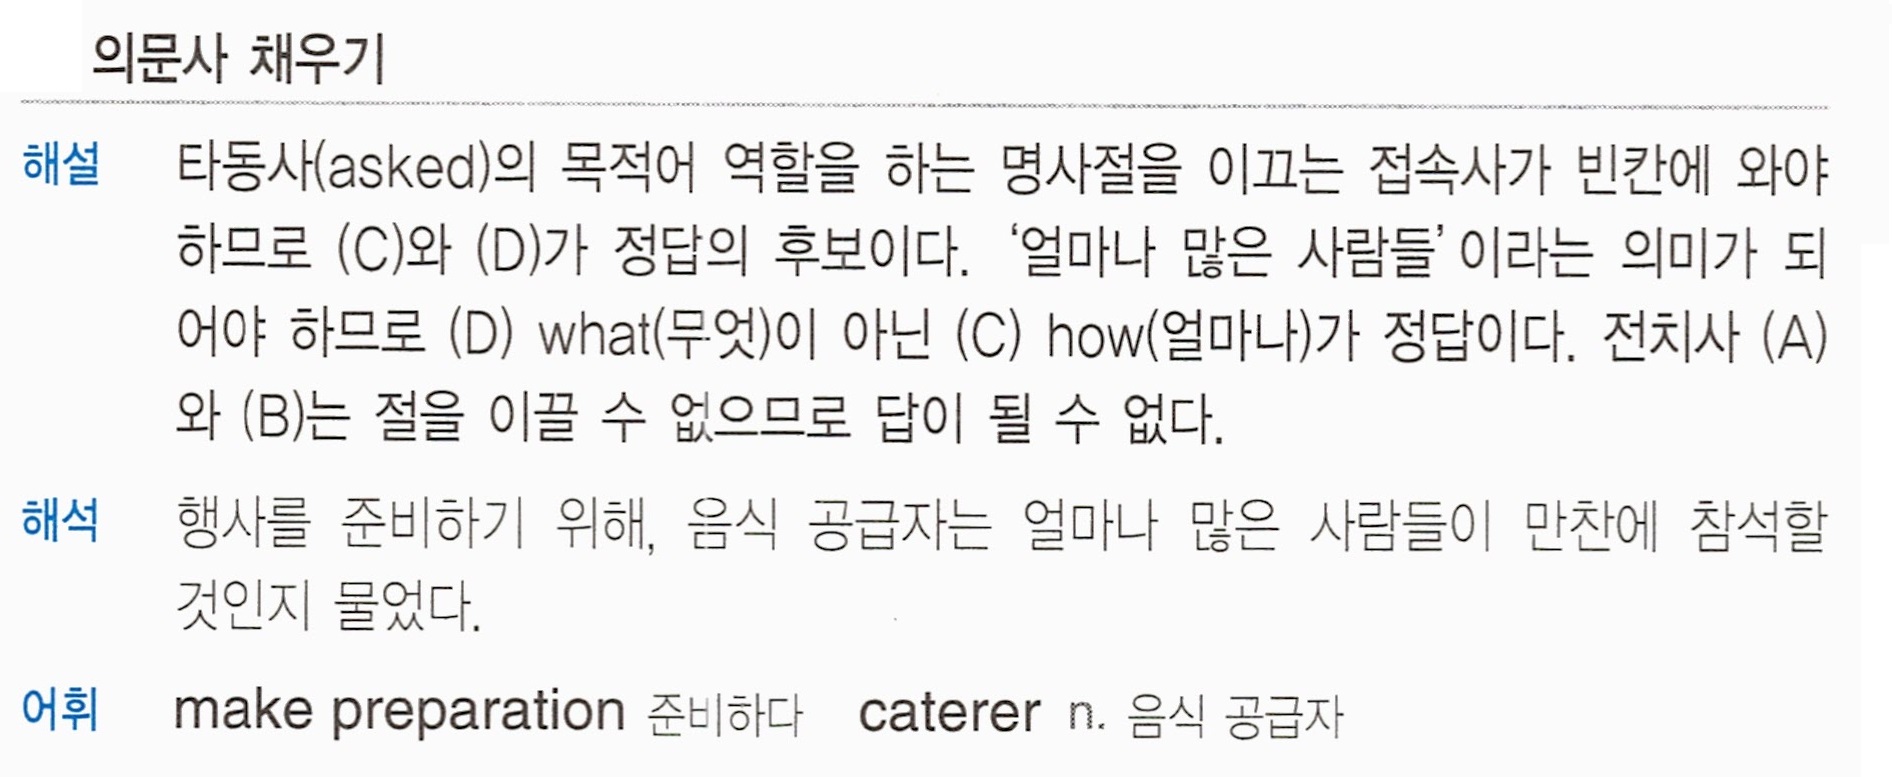 의문사 채우기
해설 타동사(asked)의 목적어 역할을 하는 명사절을 이끄는 접속사가 빈칸에 와야
하므로 (C)와 (D)가 정답의 후보이다. ‘얼마나 많은 사람들’이라는 의미가 되
어야 하므로 (D) what(무엇)이 아닌 (C) how(얼마나)가 정답이다. 전치사 (A)
와 (B)는 절을 이끌 수 없으므로 답이 될 수 없다.
해석 행사를 준비하기 위해, 음식 공급자는 얼마나 많은 사람들이 만찬에 참석할
것인지 물었다.
어휘 make preparation 준비하다 caterer n. 음식 공급자